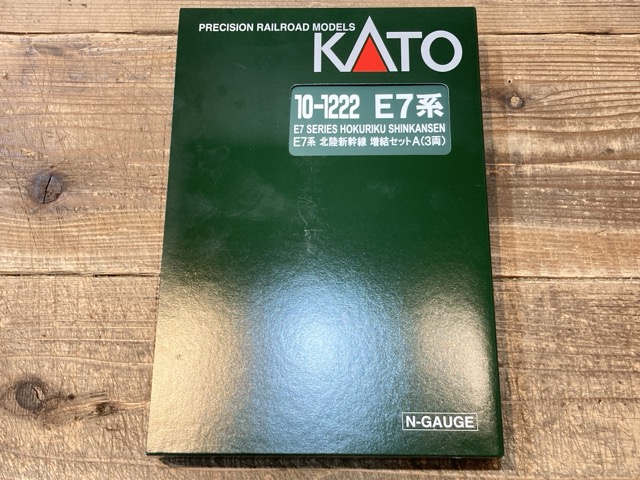 PRECISION RAILROAD MODELS
KATO
10-1222 E7系
E7 SERIES HOKURIKU SHINKANSEN
E7系 北陸新幹線 増結セットA(3両)
N-GAUGE